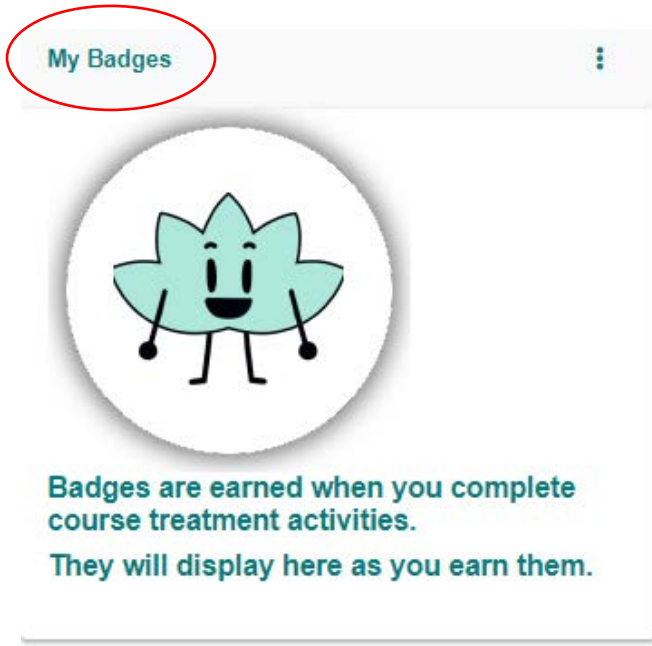 My Badges
Badges are earned when you complete
course treatment activities.
They will display here as you earn them.